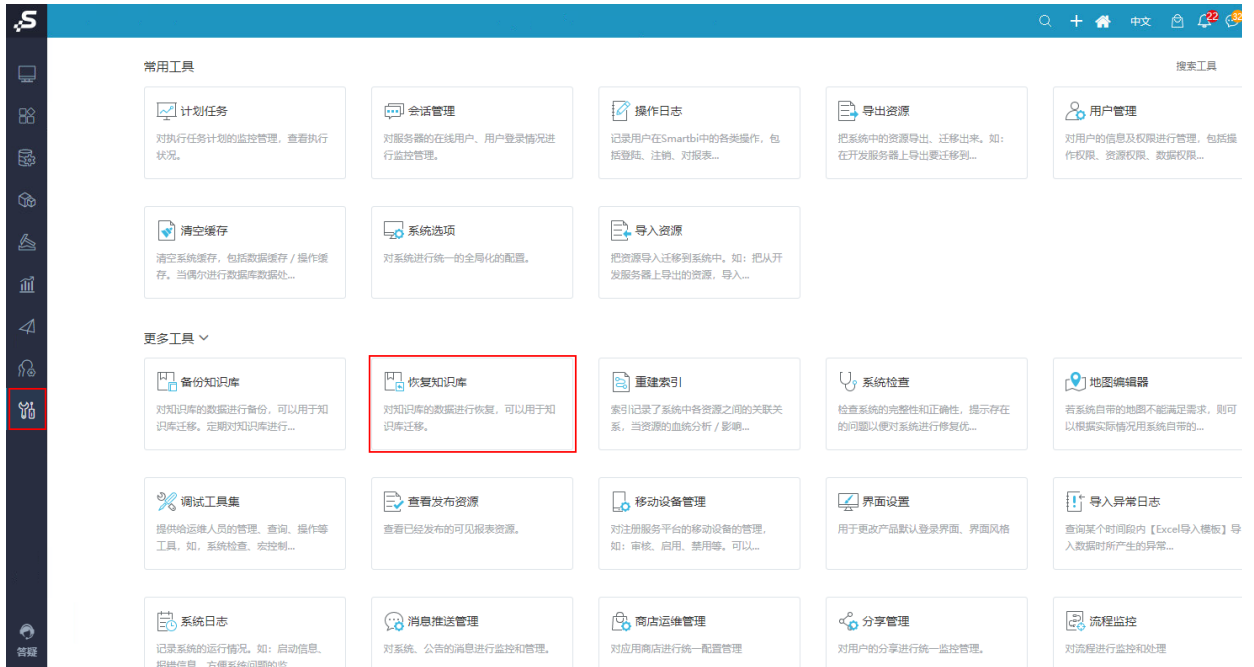 S
中文
22
32
常用工具
搜索工具
计划任务
对执行任务计划的监控管理，查看执行
状况。
会话管理
对服务器的在线用户、用户登录情况进
行监控管理。
操作日志
记录用户在Smartbi中的各类操作，包
括登陆、注销、对报表...
导出资源
把系统中的资源导出、迁移出来。如：
在开发服务器上导出要迁移到...
用户管理
对用户的信息及权限进行管理，包括操
作权限、资源权限、数据权限...
清空缓存
清空系统缓存，包括数据缓存 / 操作缓
存。当偶尔进行数据库数据处...
系统选项
对系统进行统一的全局化的配置。
导入资源
把资源导入迁移到系统中。如：把从开
发服务器上导出的资源，导入...
更多工具
备份知识库
对知识库的数据进行备份，可以用于知
识库迁移。定期对知识库进行...
恢复知识库
对知识库的数据进行恢复，可以用于知
识库迁移。
重建索引
索引记录了系统中各资源之间的关联关
系，当资源的血统分析 / 影响...
系统检查
检查系统的完整性和正确性，提示存在
的问题以便对系统进行修复优...
地图编辑器
若系统自带的地图不能满足需求，则可
以根据实际情况用系统自带的...
调试工具集
提供给运维人员的管理、查询、操作等
工具，如，系统检查、宏控制...
查看发布资源
查看已经发布的可见报表资源。
移动设备管理
对注册服务平台的移动设备的管理，
如：审核、启用、禁用等。可以...
界面设置
用于更改产品默认登录界面、界面风格
导入异常日志
查询某个时间段内【Excel导入模板】导
入数据时所产生的异常...
系统日志
记录系统的运行情况。如：启动信息、
报错信息，方便系统问题的监
消息推送管理
对系统、公告的消息进行监控和管理。
商店运维管理
对应用商店进行统一配置管理
分享管理
对用户的分享进行统一监控管理。
流程监控
对流程进行监控和处理
答疑